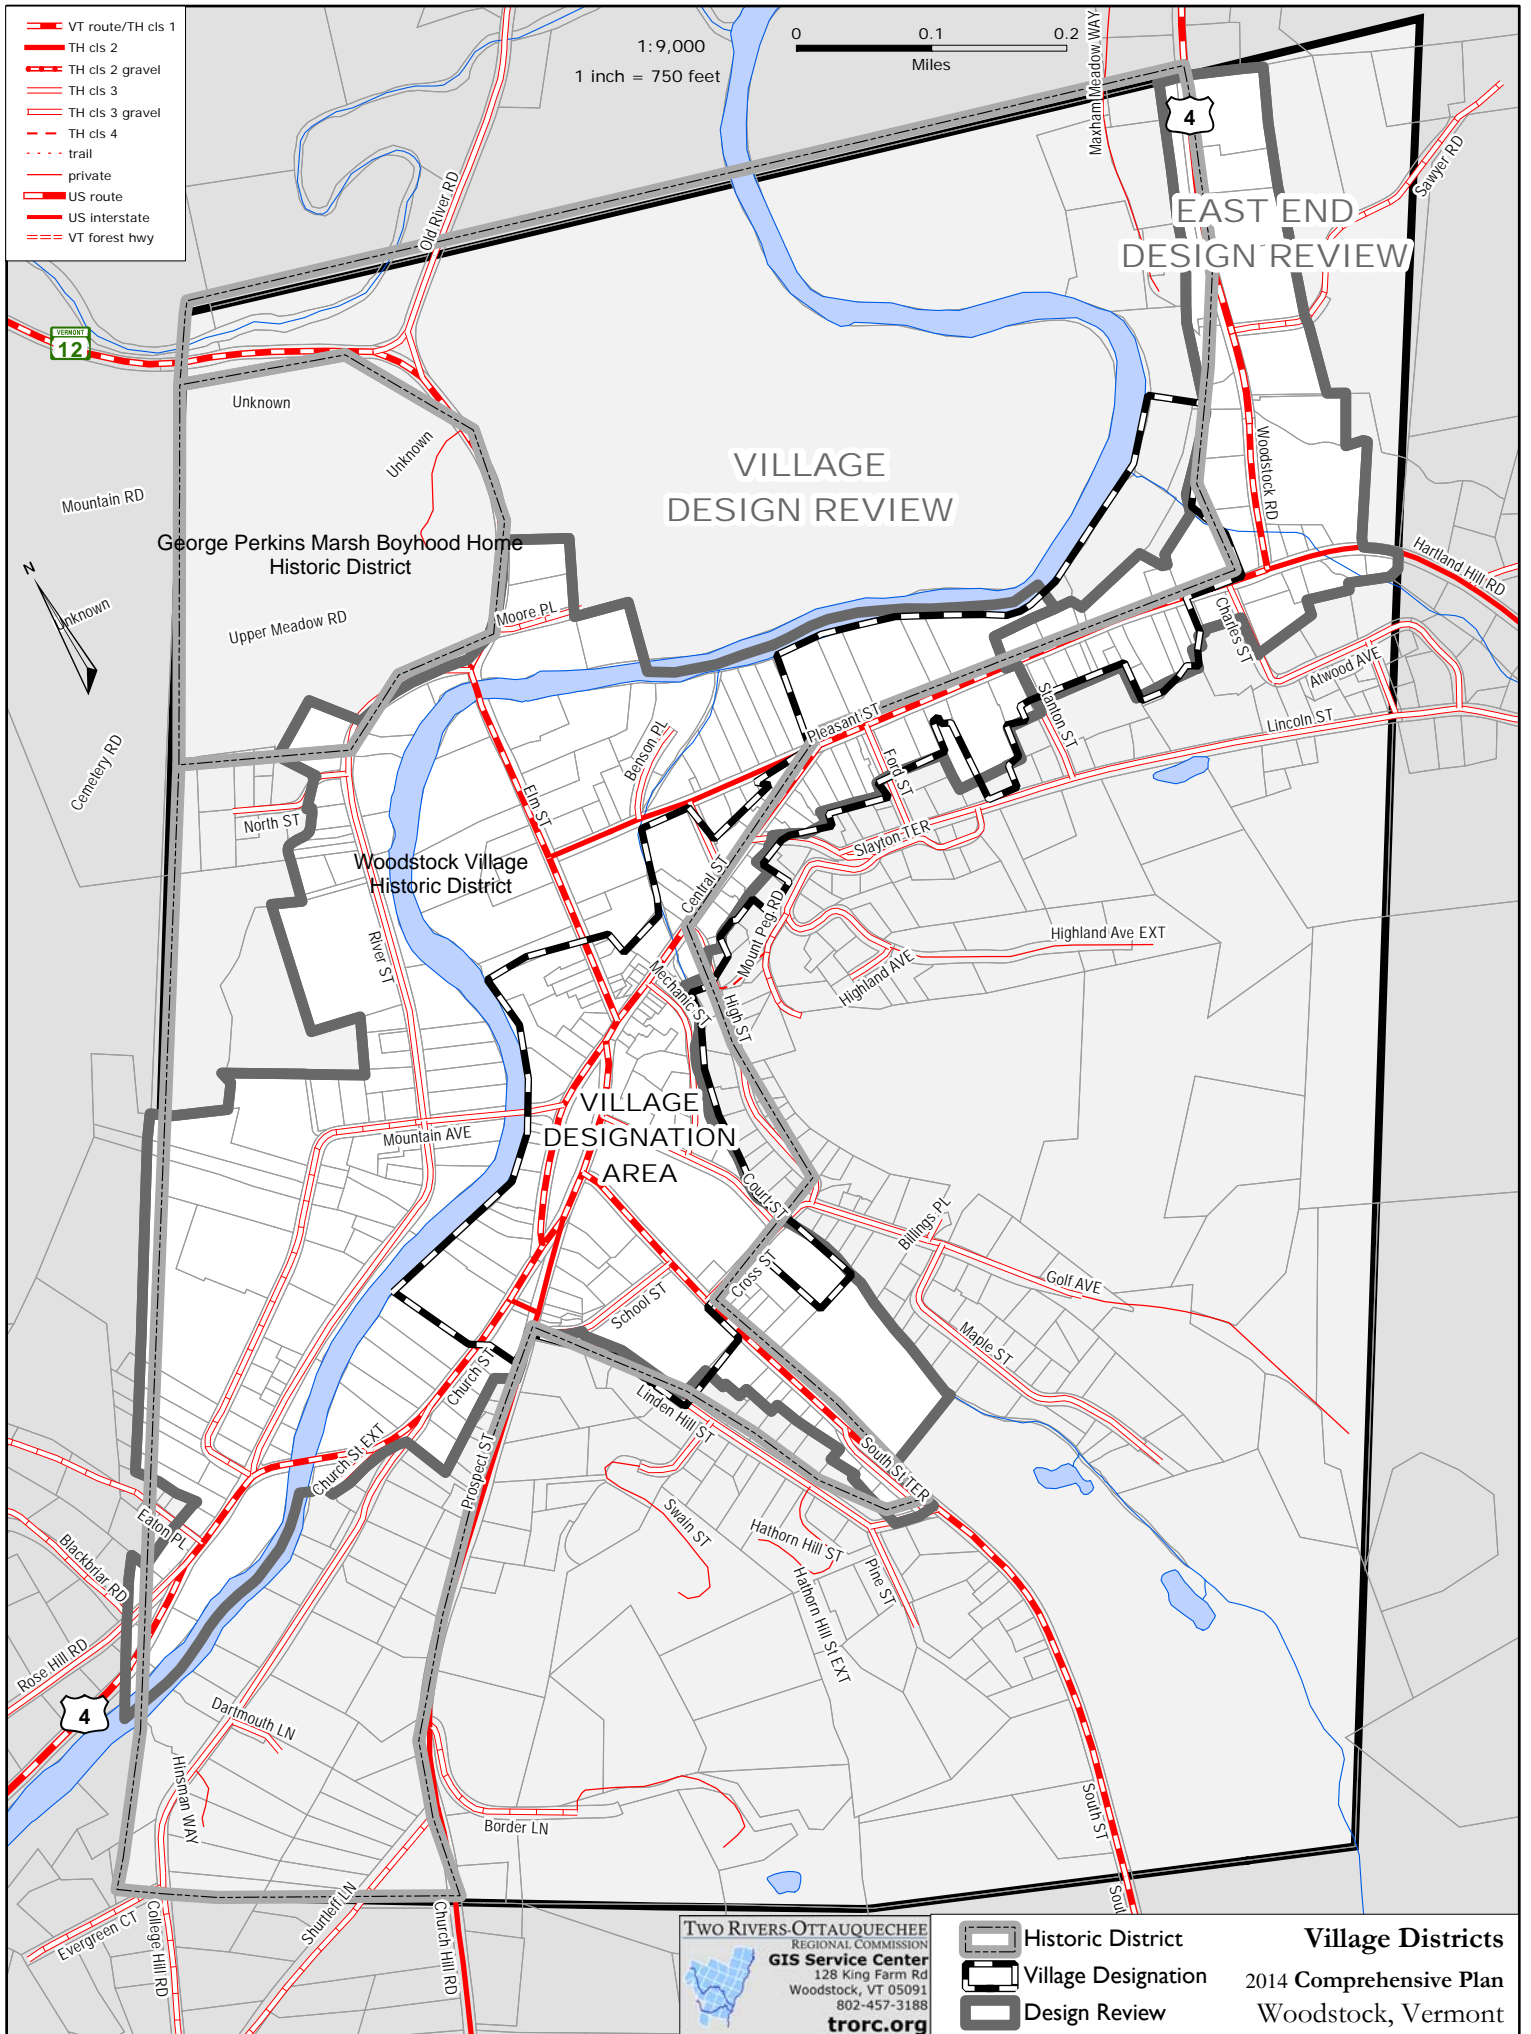 VT route/TH cls 1
TH cls 2
TH cls 2 gravel
TH cls 3
TH cls 3 gravel
TH cls 4
trail
private
US route
US interstate
VT forest hwy
1:9,000
1 inch = 750 feet
0 0.1 0.2
Miles
Maxham Meadow WAY
4
Sawyer RD
Old River RD
EAST END
DESIGN REVIEW
VERMONT
12
Unknown
Unknown
Mountain RD
VILLAGE
DESIGN REVIEW
Woodstock RD
George Perkins Marsh Boyhood Home
Historic District
Hartland Hill RD
N
Unknown
Upper Meadow RD
Moore PL
Charles ST
Atwood AVE
Slanton ST
Lincoln ST
Pleasant ST
Benson PL
Ford ST
Cemetery RD
Elm ST
North ST
Slayton TER
Woodstock Village
Historic District
Central ST
Mount Peg RD
Highland Ave EXT
Highland AVE
River ST
Mechanic ST
High ST
VILLAGE
DESIGNATION
AREA
Mountain AVE
Court ST
Billings PL
Cross ST
Golf AVE
School ST
Maple ST
Church ST
Linden Hill ST
Church St EXT
Prospect ST
South St TER
Eaton PL
Swain ST
Hathorn Hill ST
Blackbriar RD
Pine ST
Hathorn Hill St EXT
Rose Hill RD
4
Dartmouth LN
Hinsman WAY
South ST
Border LN
Sout
Evergreen CT
College Hill RD
Shurtleff LN
Church Hill RD
TWO RIVERS-OTTAUQUECHEE
REGIONAL COMMISSION
GIS Service Center
128 King Farm Rd
Woodstock, VT 05091
802-457-3188
trorc.org
Historic District
Village Designation
Design Review
Village Districts
2014 Comprehensive Plan
Woodstock, Vermont